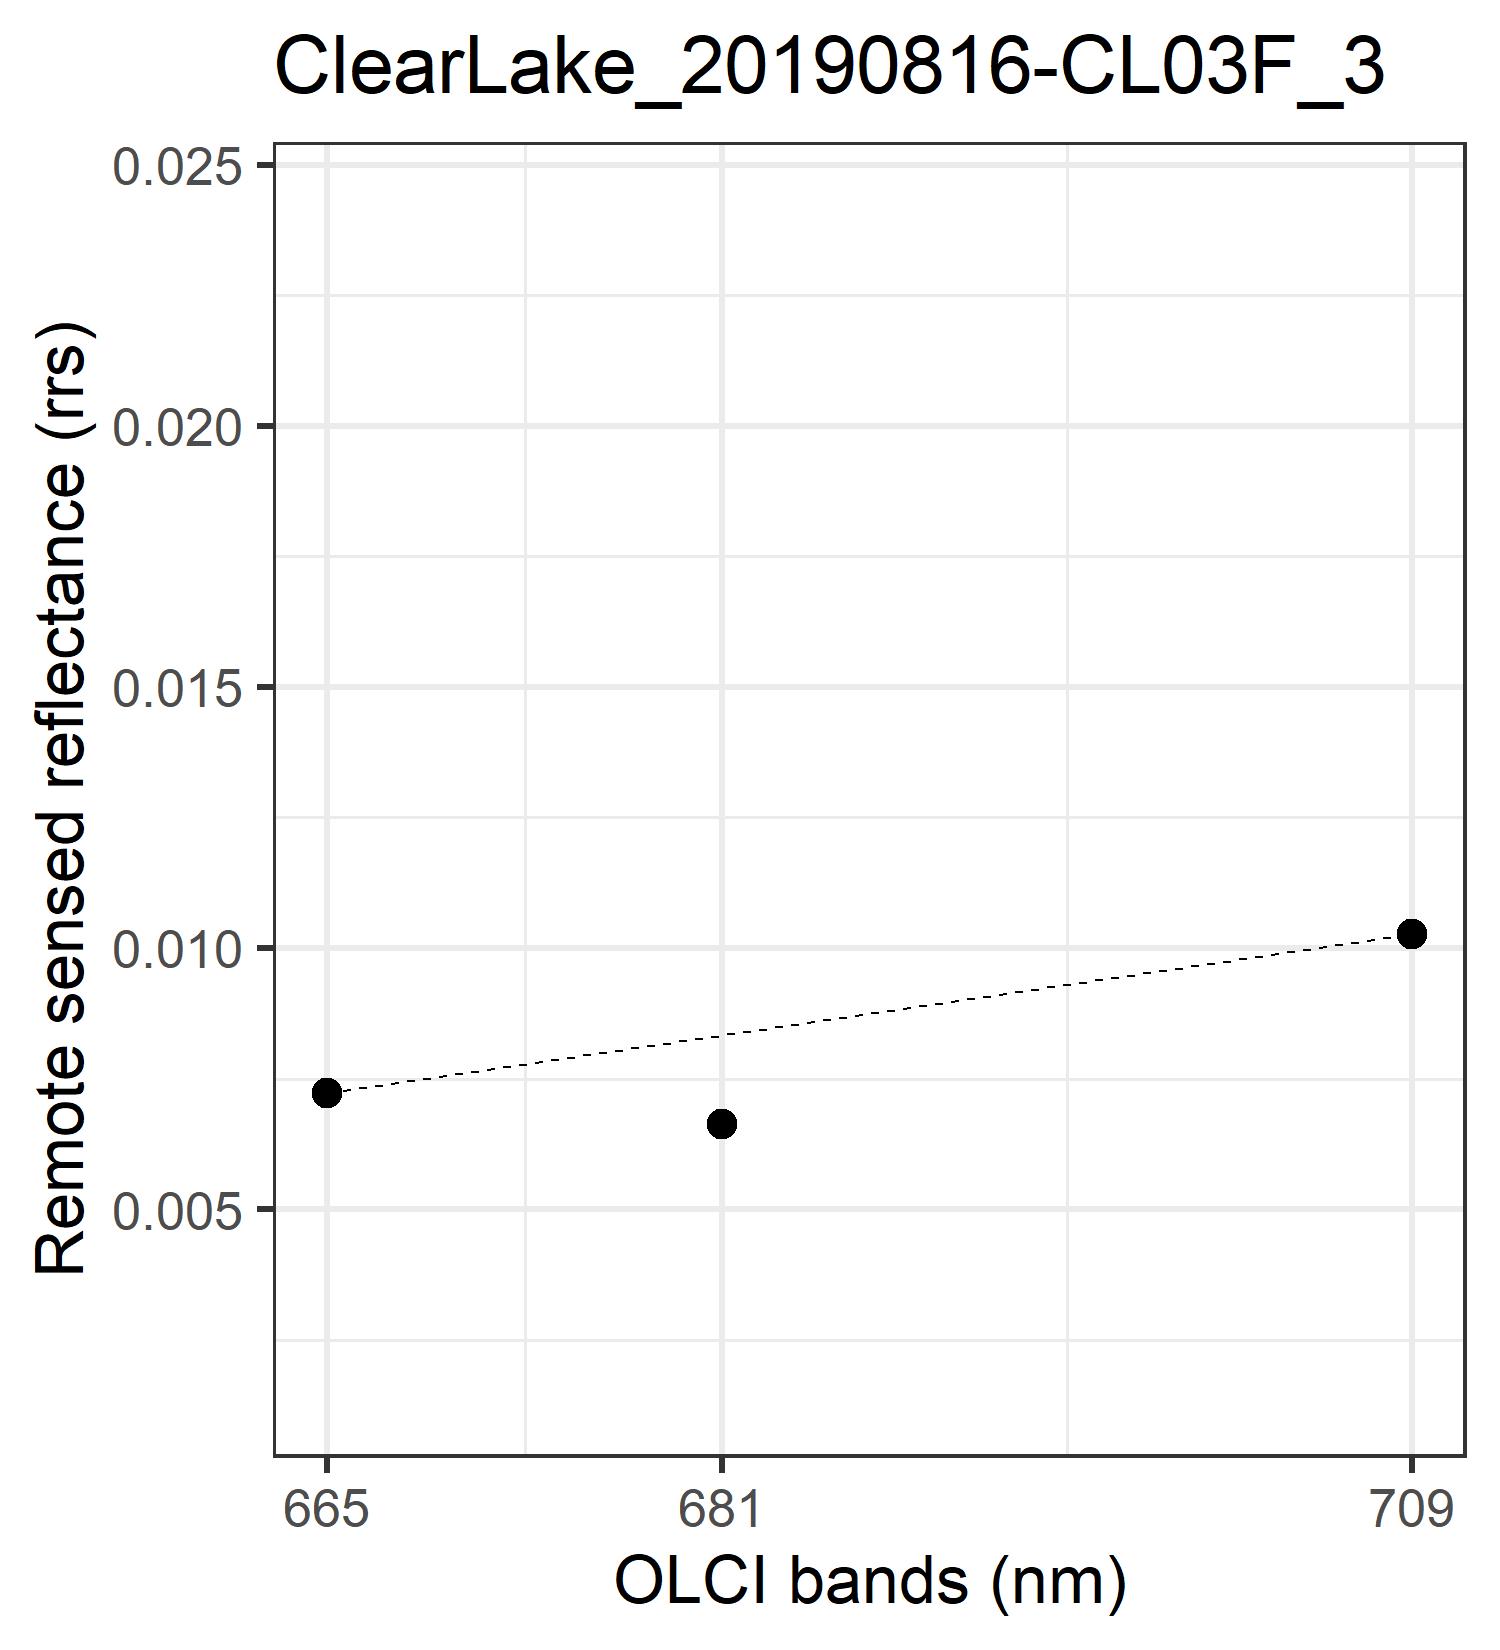 ClearLake_20190816-CL03F_3
Remote sensed reflectance (rrs)
0.025
0.020
0.015
0.010
0.005
665 681 709
OLCI bands (nm)